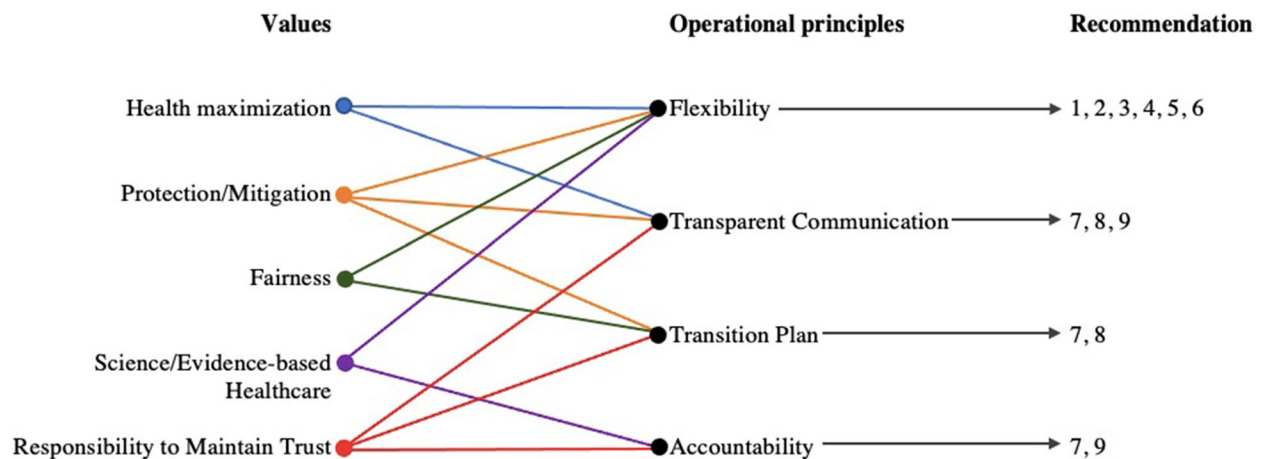 Values Operational principles Recommendation
Health maximization Flexibility 1, 2, 3, 4, 5, 6
Protection/Mitigation
Transparent Communication 7, 8, 9
Fairness
Transition Plan 7, 8
Science/Evidence-based
Healthcare
Responsibility to Maintain Trust Accountability 7, 9